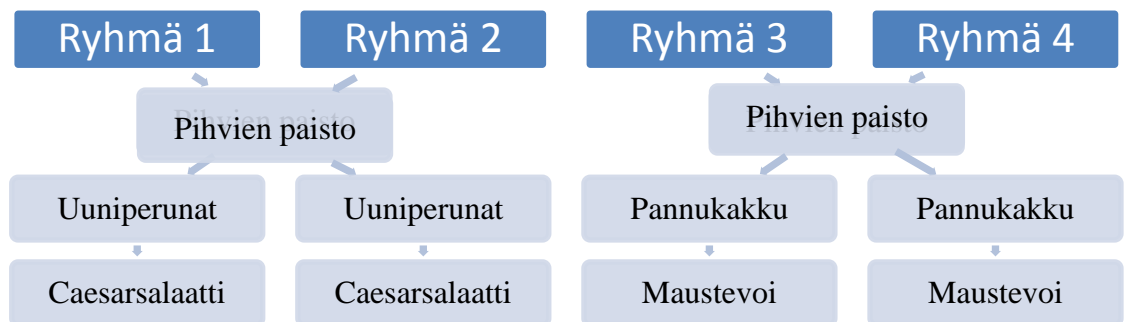 Ryhmä 1 Ryhmä 2 Ryhmä 3 Ryhmä 4
Pihvien paisto Pihvien paisto
Uuniperunat Uuniperunat Pannukakku Pannukakku
Caesarsalaatti Caesarsalaatti Maustevoi Maustevoi